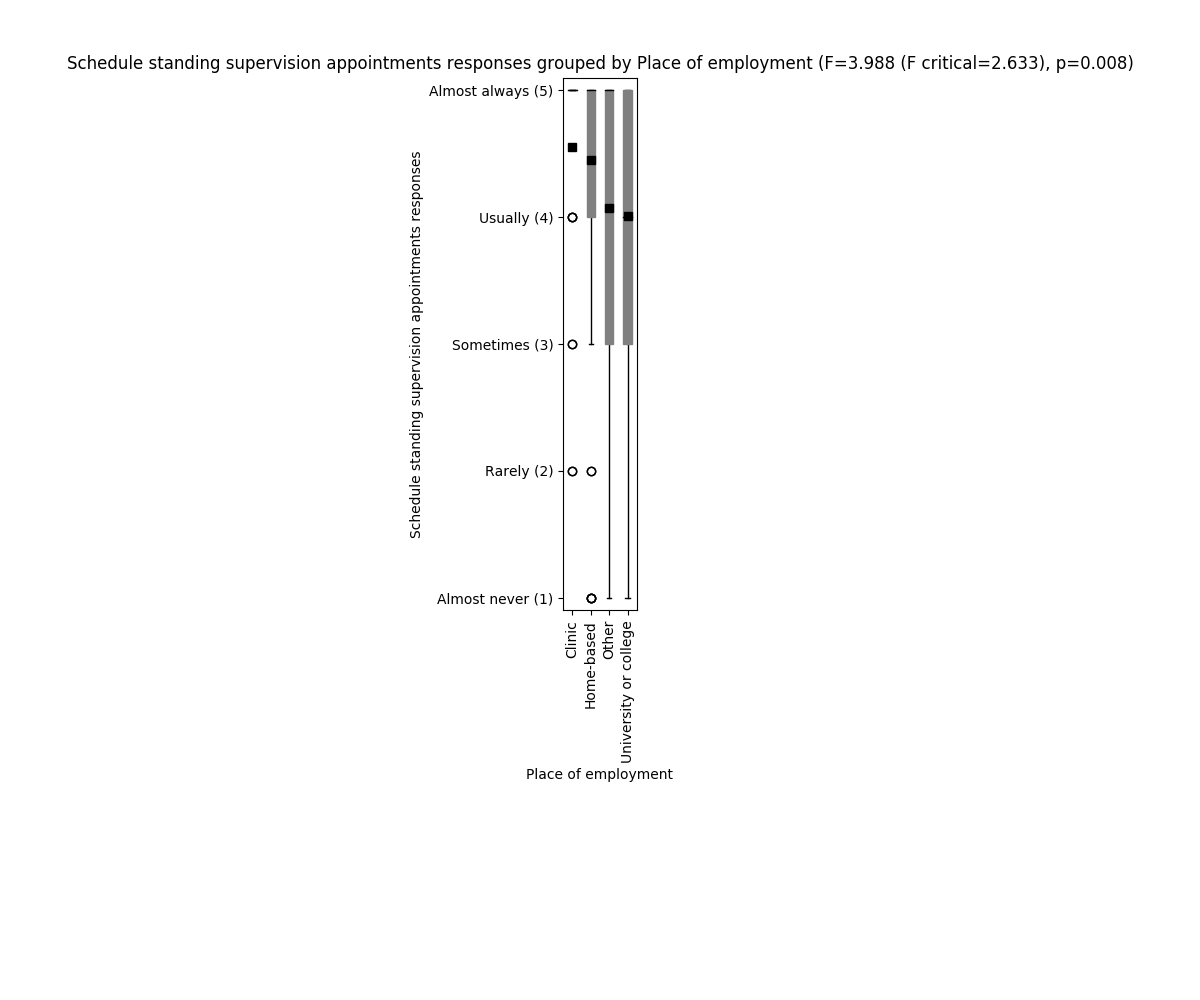 Schedule standing supervision appointments responses grouped by Place of employment (F=3.988 (F critical=2.633), p=0.008)
Schedule standing supervision appointments responses
Almost always (5)
Usually (4)
Sometimes (3)
Rarely (2)
Almost never (1)
Clinic
Home-based
Other
University or college
Place of employment